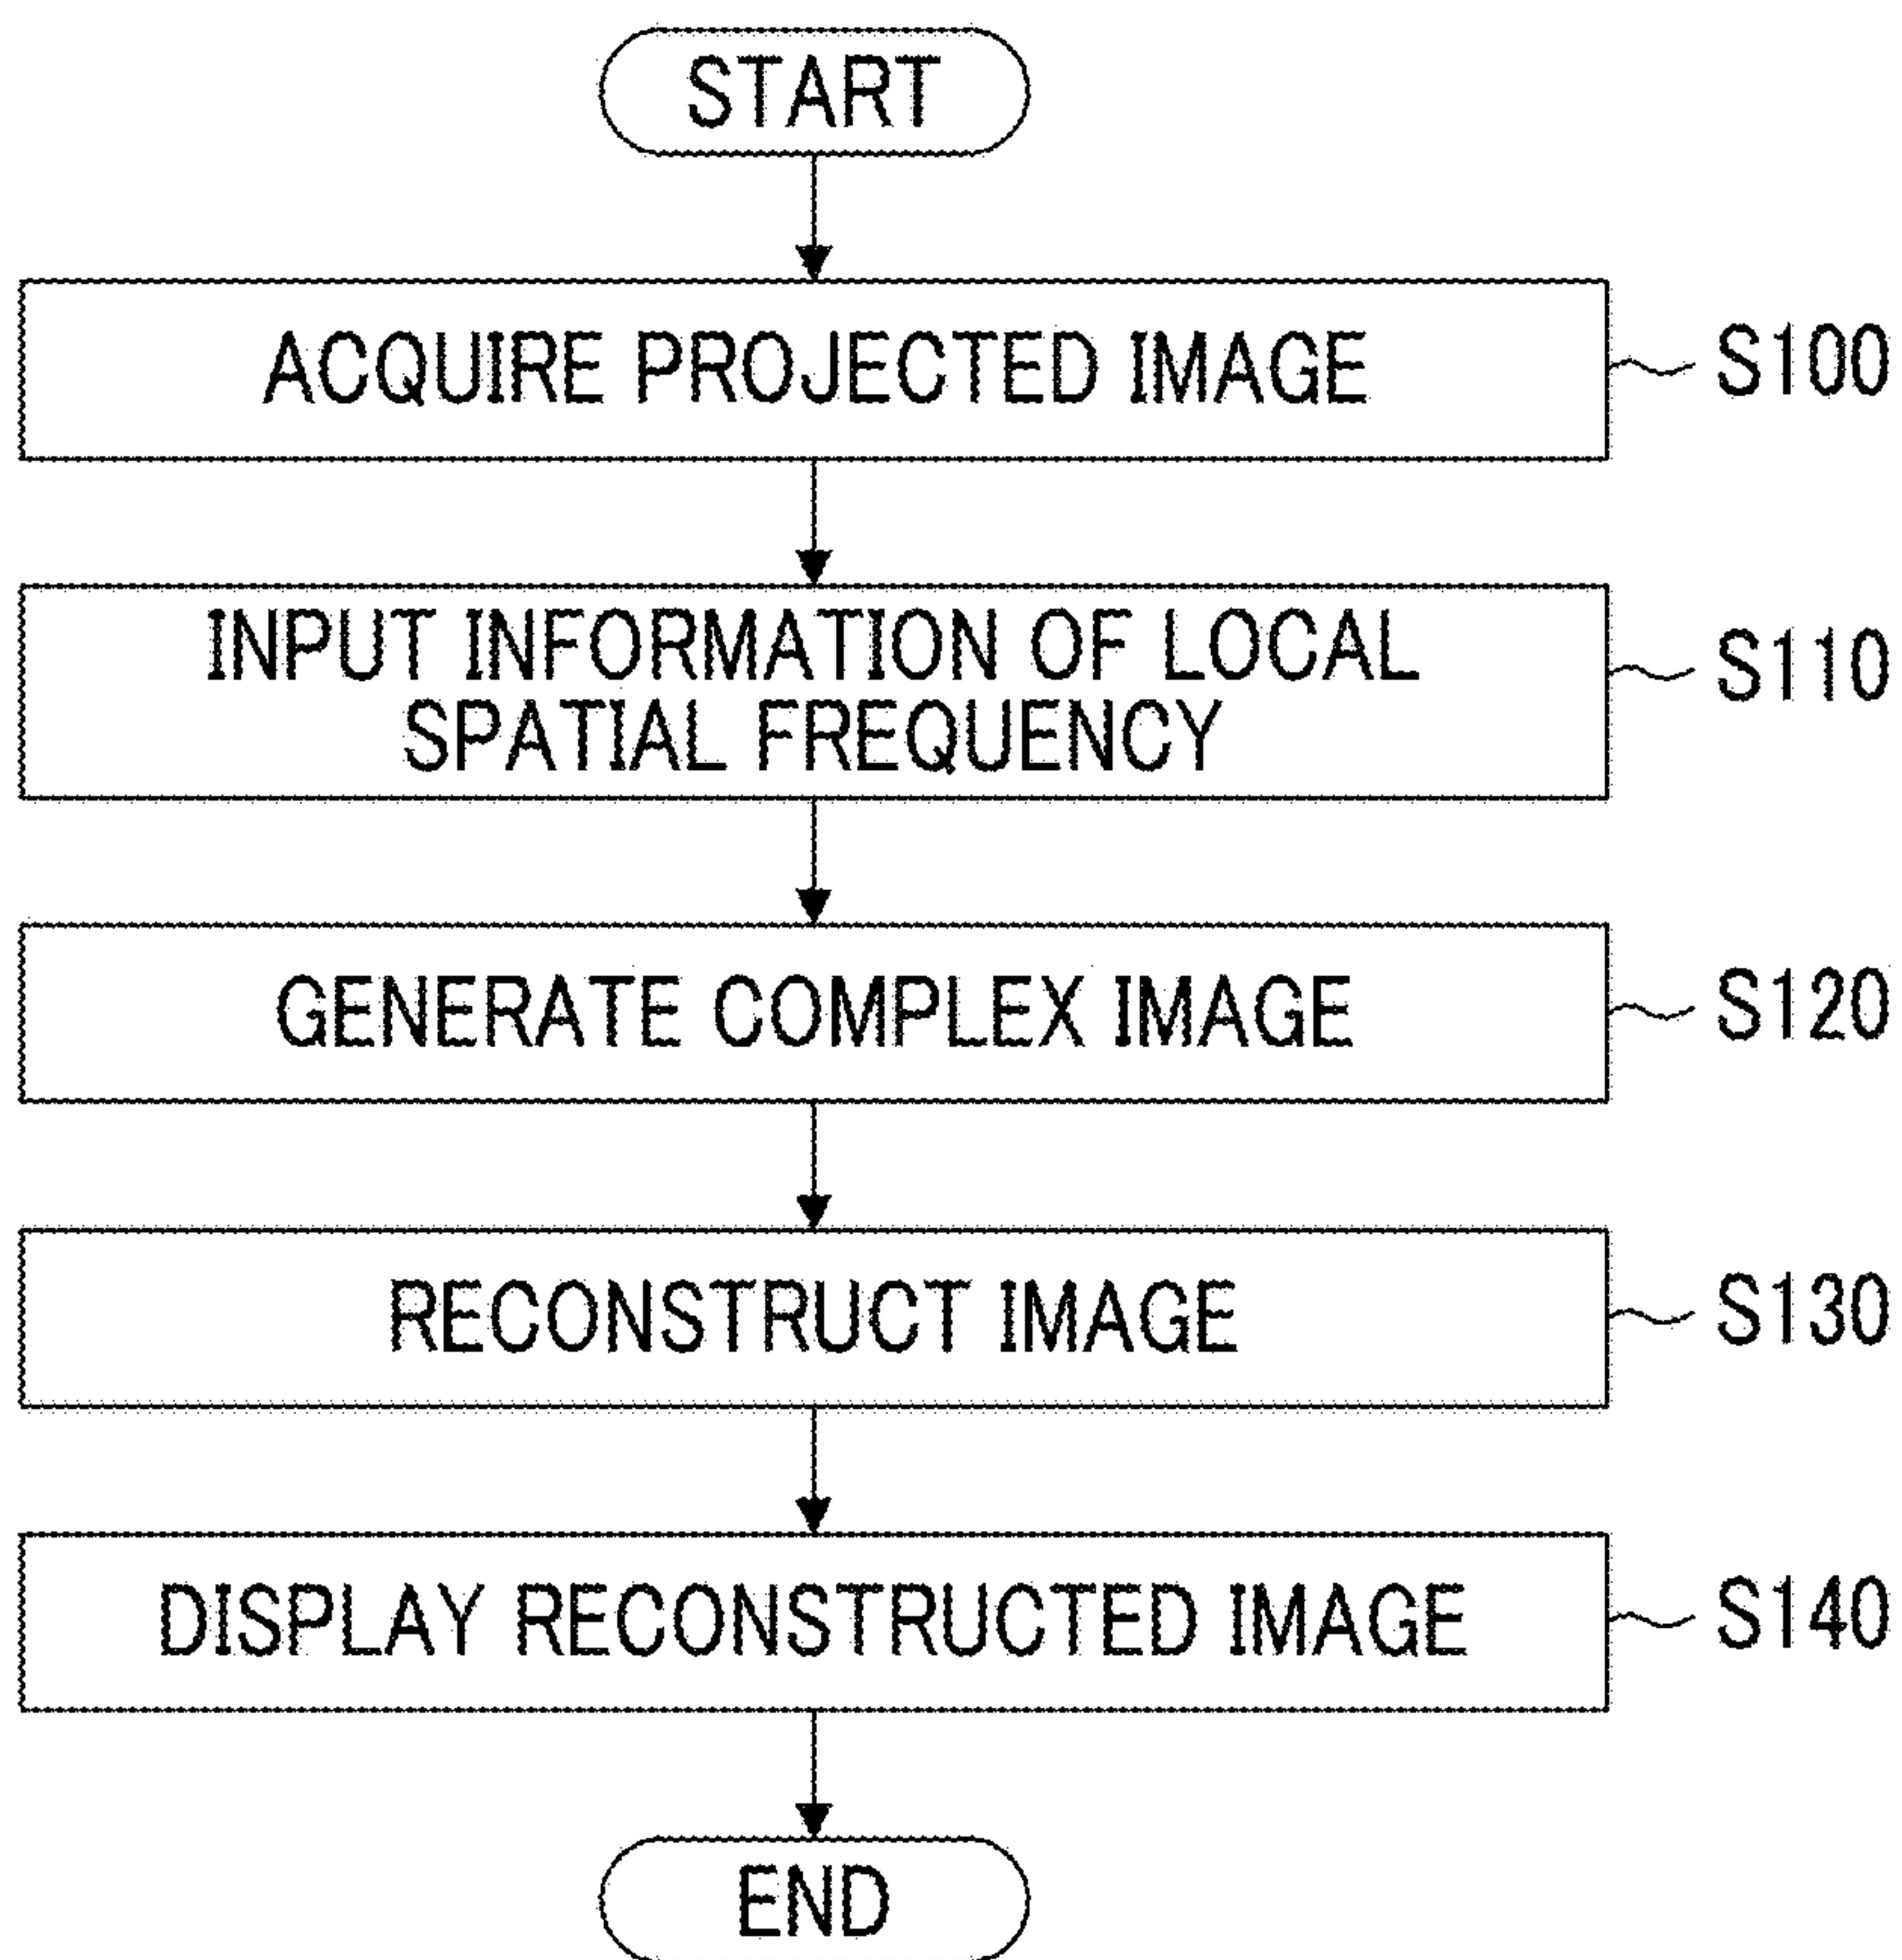 START
ACQUIRE PROJECTED IMAGE
S100
INPUT INFORMATION OF LOCAL
SPATIAL FREQUENCY
S110
GENERATE COMPLEX IMAGE
S120
RECONSTRUCT IMAGE
S130
DISPLAY RECONSTRUCTED IMAGE
S140
END